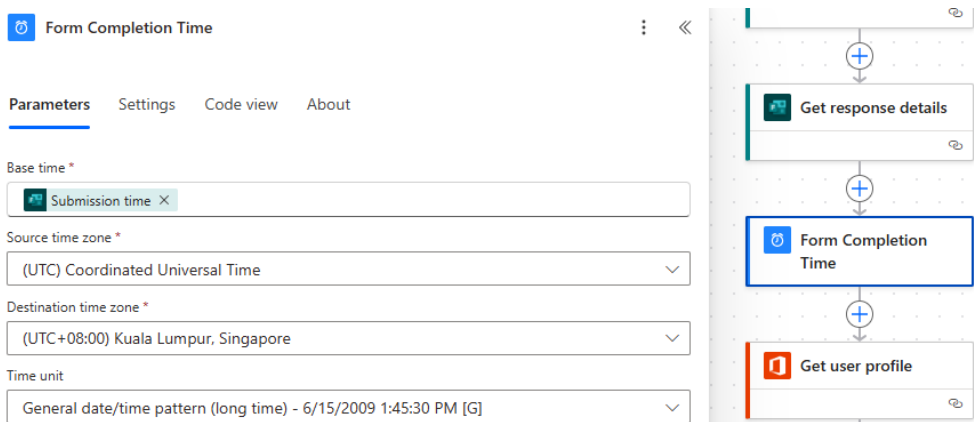 Form Completion Time
Parameters Settings Code view About
Base time *
Submission time ×
Source time zone *
(UTC) Coordinated Universal Time
Destination time zone *
(UTC+08:00) Kuala Lumpur, Singapore
Time unit
General date/time pattern (long time) - 6/15/2009 1:45:30 PM [G]
Get response details
Form Completion
Time
Get user profile